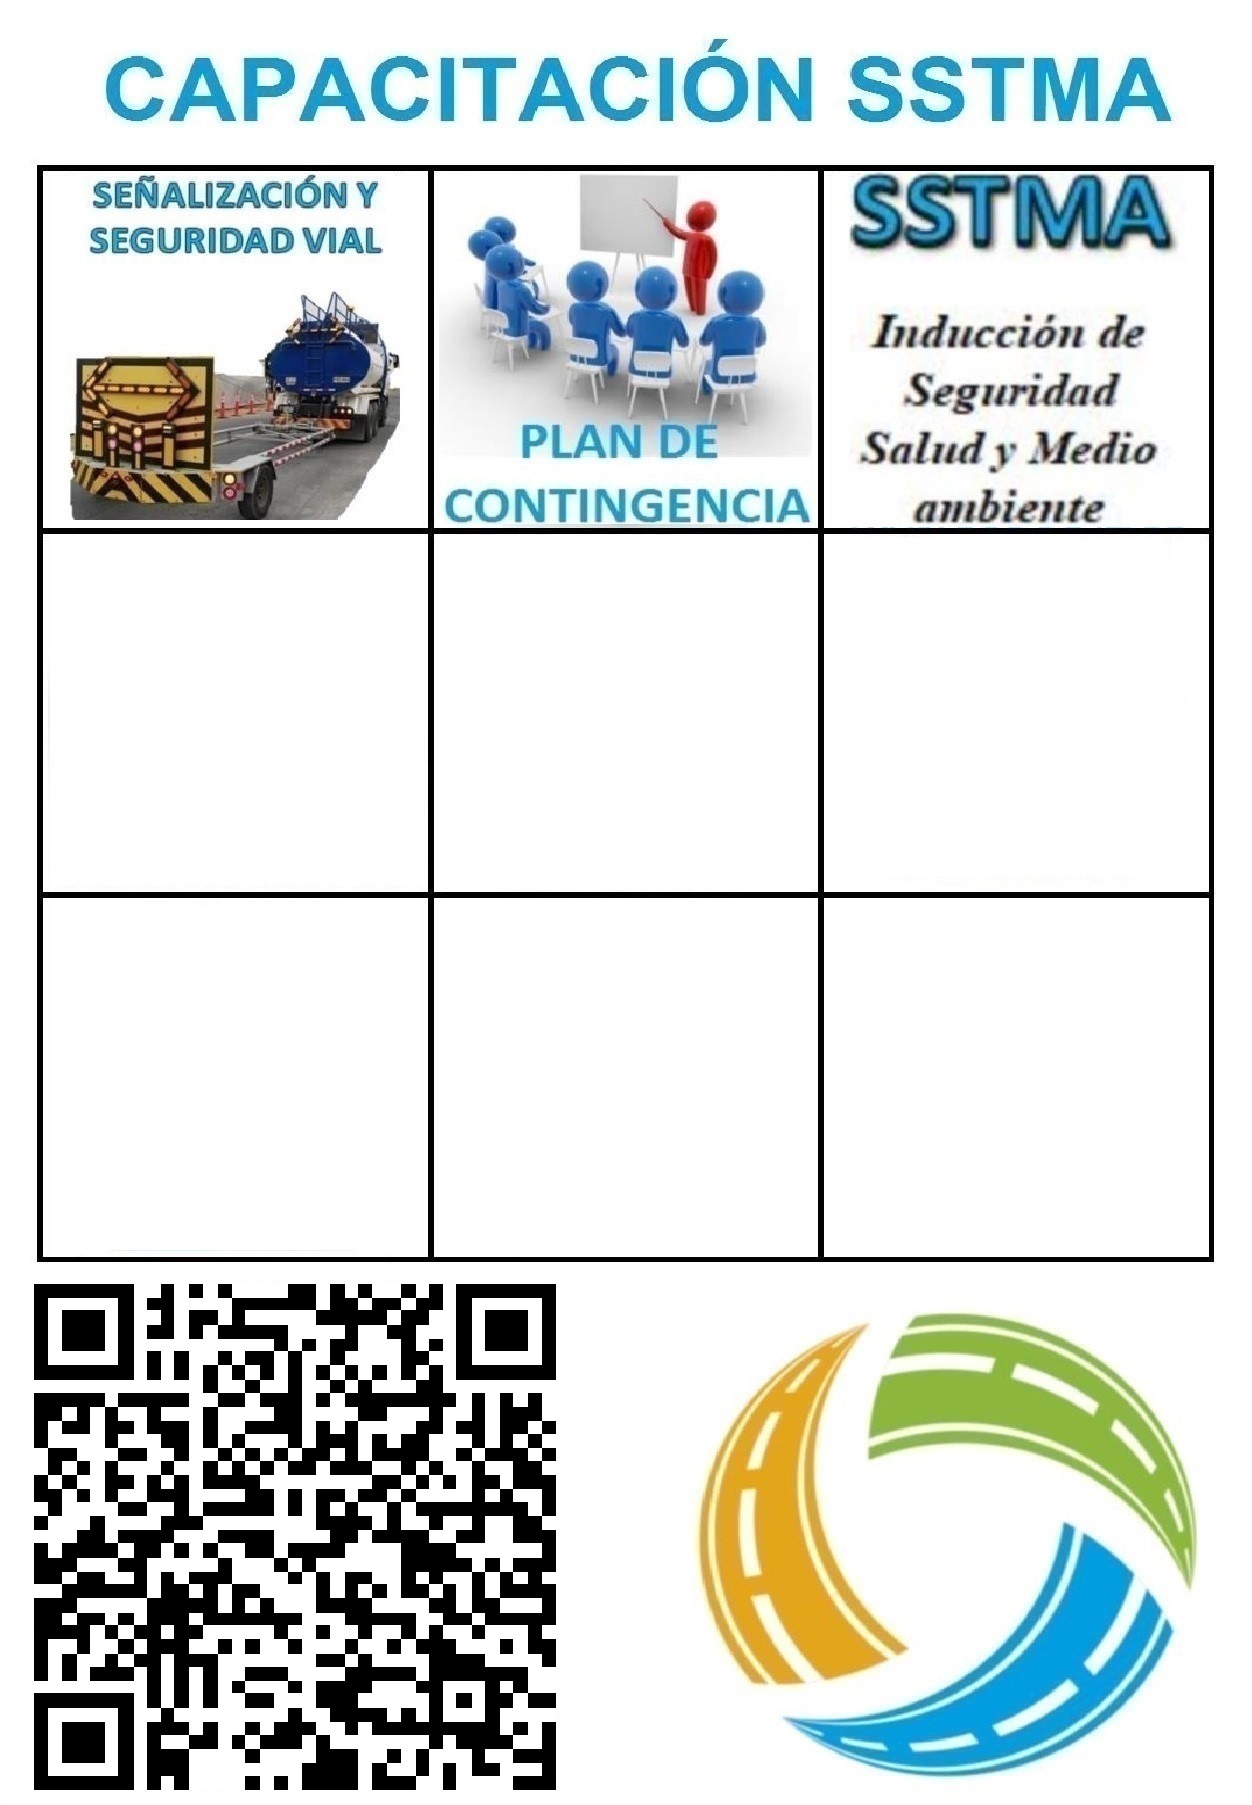 CAPACITACIÓN SSTMA
SEÑALIZACIÓN Y
SEGURIDAD VIAL
PLAN DE
CONTINGENCIA
SSTMA
Inducción de
Seguridad
Salud y Medio
ambiente